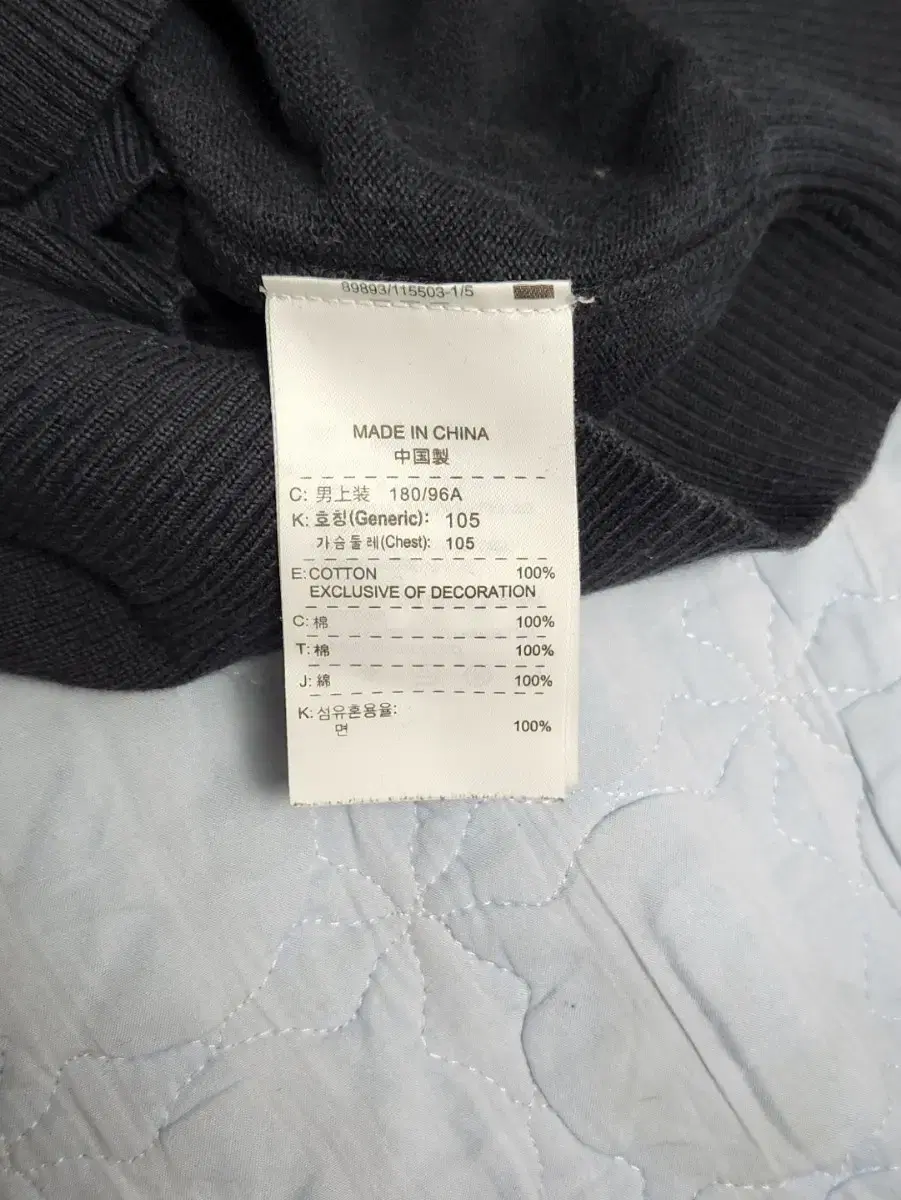 89893/115503-1/5
MADE IN CHINA
中国製
C: 男上装 180/96A
K: 호칭(Generic): 105
가슴둘레(Chest): 105
E: COTTON 100%
EXCLUSIVE OF DECORATION
C: 棉 100%
T: 棉 100%
J: 綿 100%
K: 섬유혼용율:
면 100%